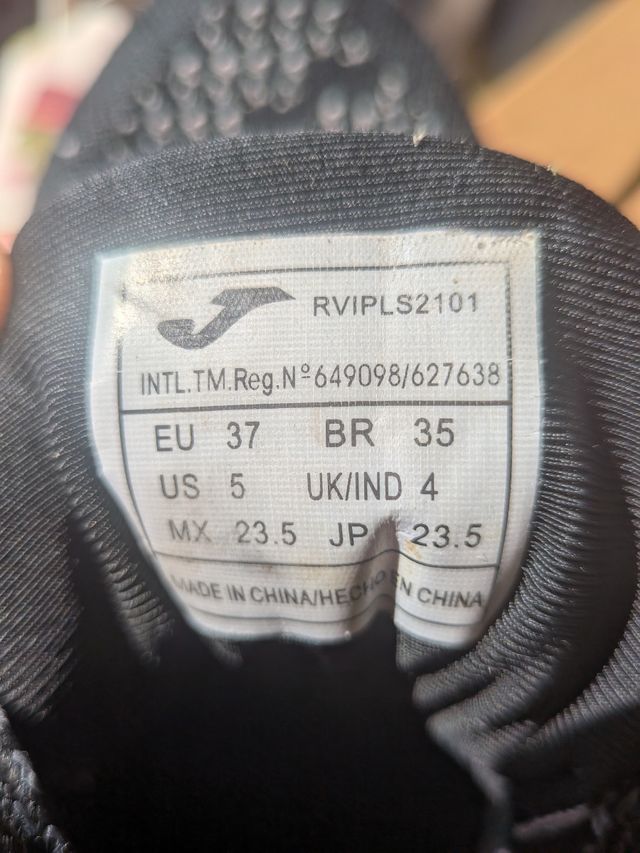 RVIPLS2101
INTL.TM.Reg.Nº649098/627638
EU 37 BR 35
US 5 UK/IND 4
MX 23.5 JP 23.5
MADE IN CHINA/HECHO EN CHINA